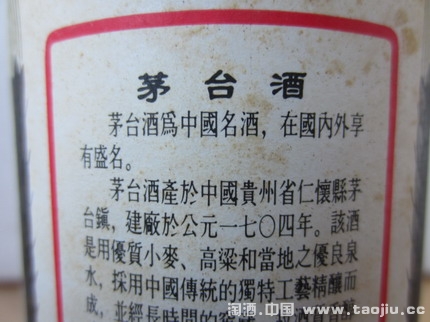 茅台酒
茅台酒爲中國名酒，在國內外享
有盛名。
茅台酒產於中國貴州省仁懷縣茅
台鎭，建廠於公元一七〇四年。該酒
是用優質小麥、高粱和當地之優良泉
水，採用中國傳統的獨特工藝精釀而
成，並經長時間的窖
淘酒.中国 www.taojiu.cc